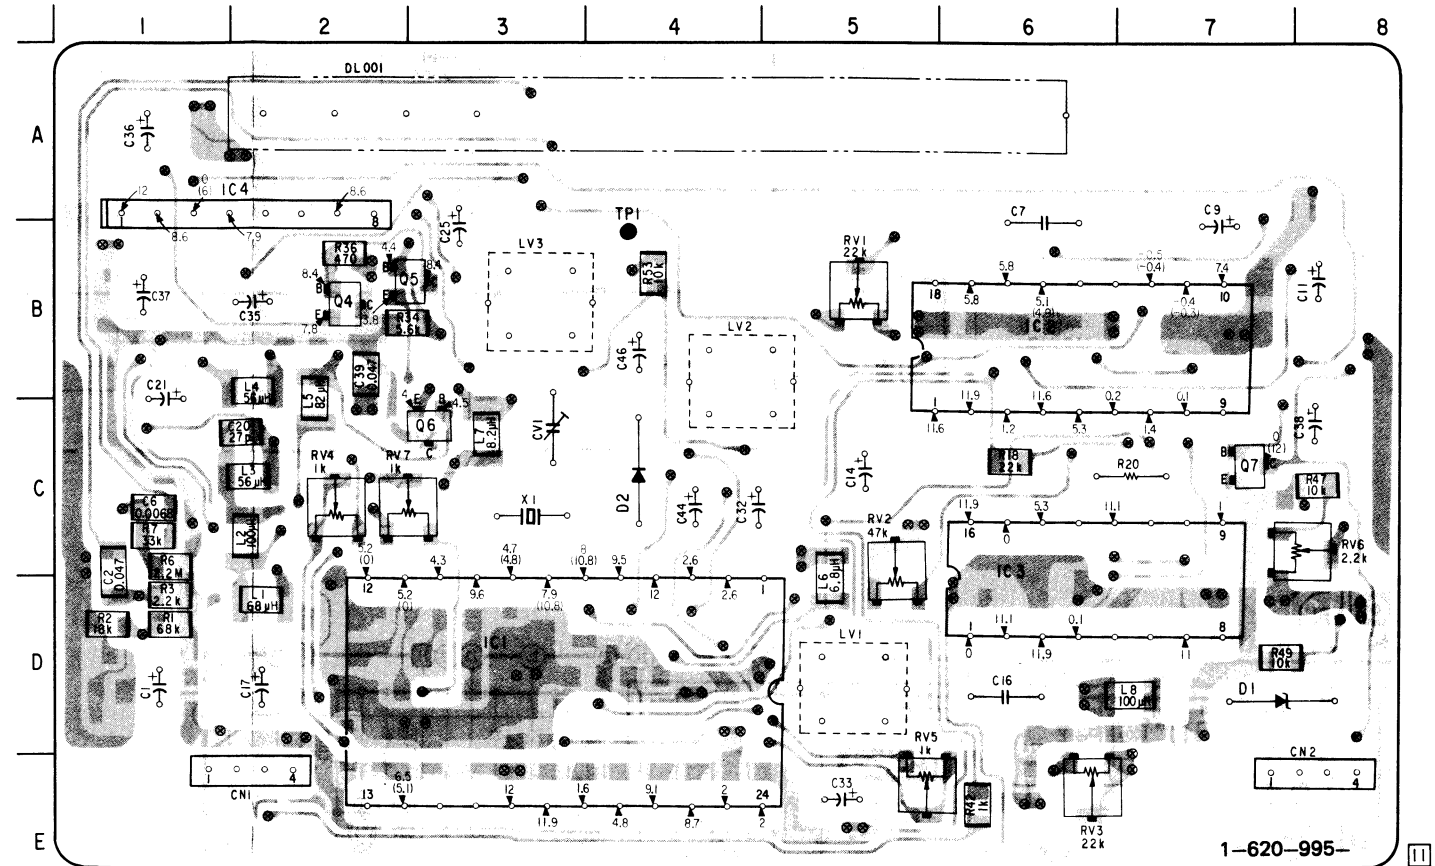 1 2 3 4 5 6 7 8
A
B
C
D
E
DL001
C36
12
0
(6)
IC4
8.6
1 8
8.6
7.9
C25
TP1
C7
C9
LV3
RV1
22k
R36
470
4.4
B
8.4
Q5
8.4
B
Q4
E
C
7.8
R34
5.6k
R53
10k
C37
C35
5.8
(-0.4)
7.4
18
5.8
5.1
(4.9)
-0.4
(-0.3)
10
C11
LV2
C46
C39
0.047
C21
L4
56μH
L5
82μH
4
E
B
4.5
Q6
C
L7
8.2μH
CV1
1
11.9
11.6
0.2
0.1
9
11.6
1.2
5.3
1.4
C38
C20
L3
56μH
RV4
1k
RV7
1k
D2
C14
R18
22k
R20
B
Q7
C
E
0
(12)
R47
10k
C6
0.0068
R7
33k
L2
100μH
X1
C44
C32
RV2
47k
11.9
16
0
5.3
11.1
1
9
RV6
2.2k
C2
0.047
R6
R3
2.2k
R2
18k
R1
68k
L1
68μH
5.2
(0)
12
4.3
4.7
(4.8)
8
(10.8)
9.5
2.6
5.2
(0)
9.6
7.9
(10.8)
12
2.6
1
L6
6.8μH
IC3
IC1
LV1
1
0
11.1
11.9
0.1
11
8
R49
10k
C1
C17
C16
L8
100μH
D1
CN1
1 4
RV5
1k
CN2
1 4
13
6.5
(5.1)
12
1.6
9.1
2
24
11.9
4.8
8.7
2
C33
R42
1k
RV3
22k
1-620-995-
11